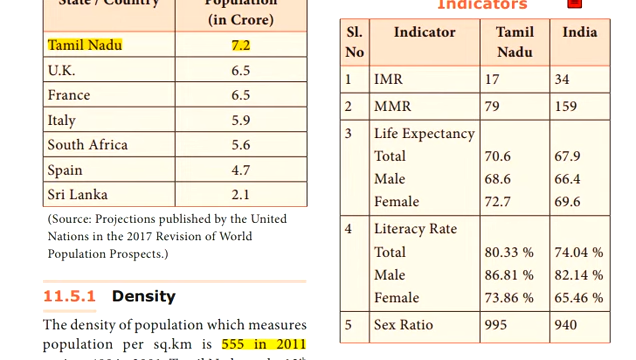 State / Country Population
(in Crore)
Tamil Nadu 7.2
U.K. 6.5
France 6.5
Italy 5.9
South Africa 5.6
Spain 4.7
Sri Lanka 2.1
(Source: Projections published by the United
Nations in the 2017 Revision of World
Population Prospects.)
11.5.1 Density
The density of population which measures
population per sq.km is 555 in 2011
Indicators
Sl. No Indicator Tamil Nadu India
1 IMR 17 34
2 MMR 79 159
3 Life Expectancy
Total 70.6 67.9
Male 68.6 66.4
Female 72.7 69.6
4 Literacy Rate
Total 80.33 % 74.04 %
Male 86.81 % 82.14 %
Female 73.86 % 65.46 %
5 Sex Ratio 995 940